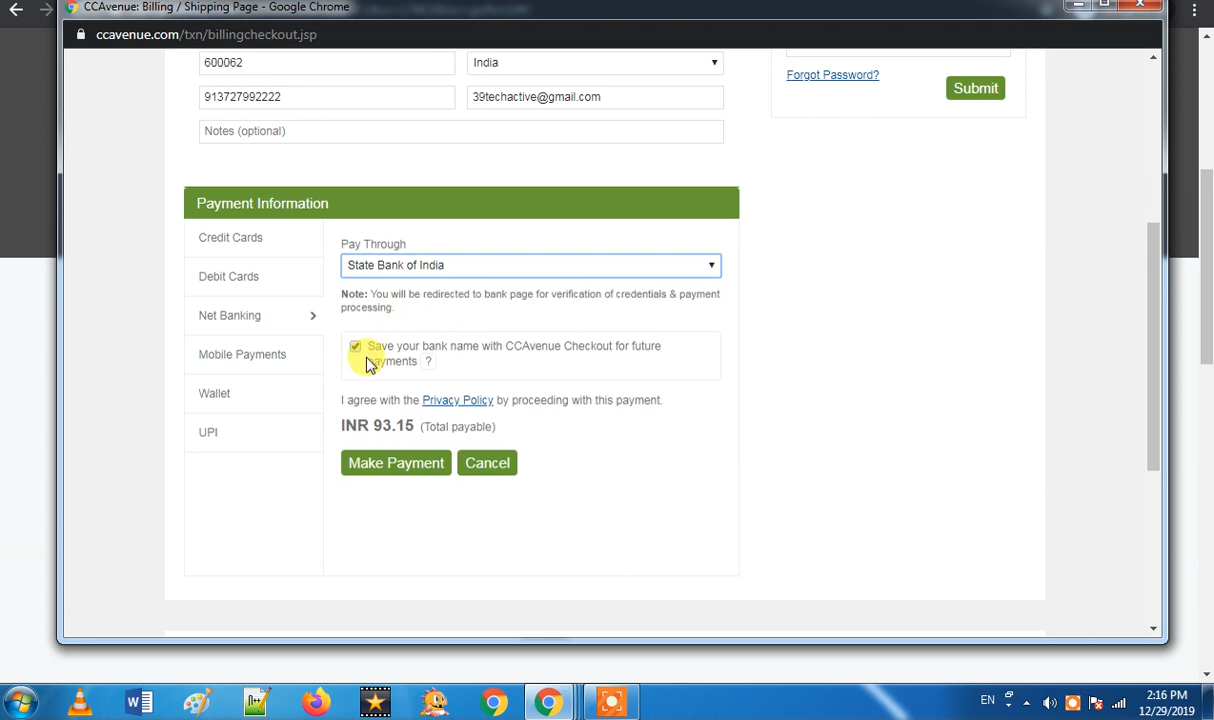 CCAvenue: Billing / Shipping Page - Google Chrome
ccavenue.com/txn/billingcheckout.jsp
600062
India
913727992222
39techactive@gmail.com
Notes (optional)
Forgot Password?
Submit
Payment Information
Credit Cards
Debit Cards
Net Banking
Mobile Payments
Wallet
UPI
Pay Through
State Bank of India
Note: You will be redirected to bank page for verification of credentials & payment
processing.
Save your bank name with CCAvenue Checkout for future
payments ?
I agree with the Privacy Policy by proceeding with this payment.
INR 93.15 (Total payable)
Make Payment
Cancel
EN
2:16 PM
12/29/2019